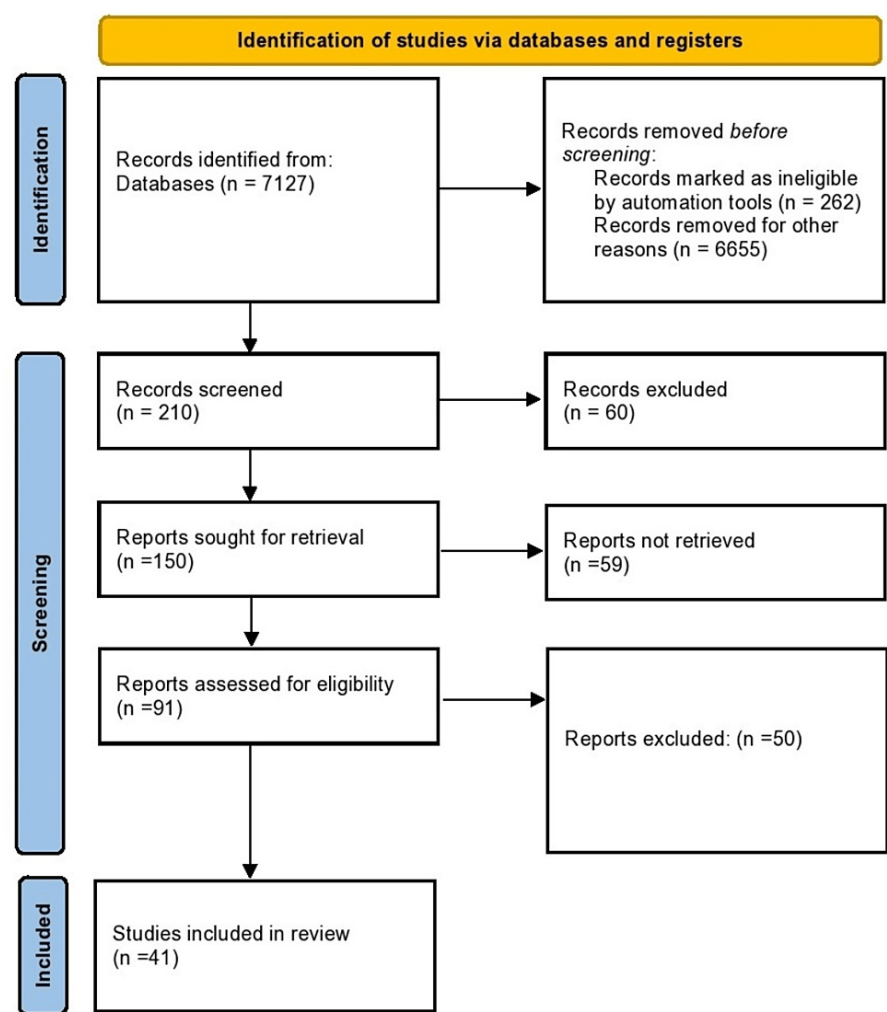 Identification of studies via databases and registers
Identification
Records identified from:
Databases (n = 7127)
Records removed before
screening:
Records marked as ineligible
by automation tools (n = 262)
Records removed for other
reasons (n = 6655)
Screening
Records screened
(n = 210)
Records excluded
(n = 60)
Reports sought for retrieval
(n =150)
Reports not retrieved
(n =59)
Reports assessed for eligibility
(n =91)
Reports excluded: (n =50)
Included
Studies included in review
(n =41)